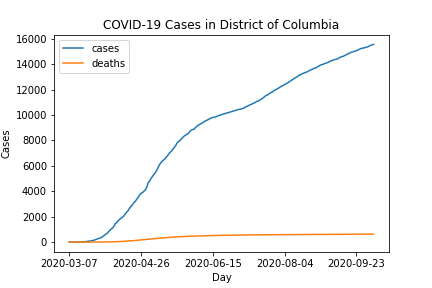 COVID-19 Cases in District of Columbia
cases
deaths
16000
14000
12000
10000
8000
6000
4000
2000
0
Cases
2020-03-07 2020-04-26 2020-06-15 2020-08-04 2020-09-23
Day